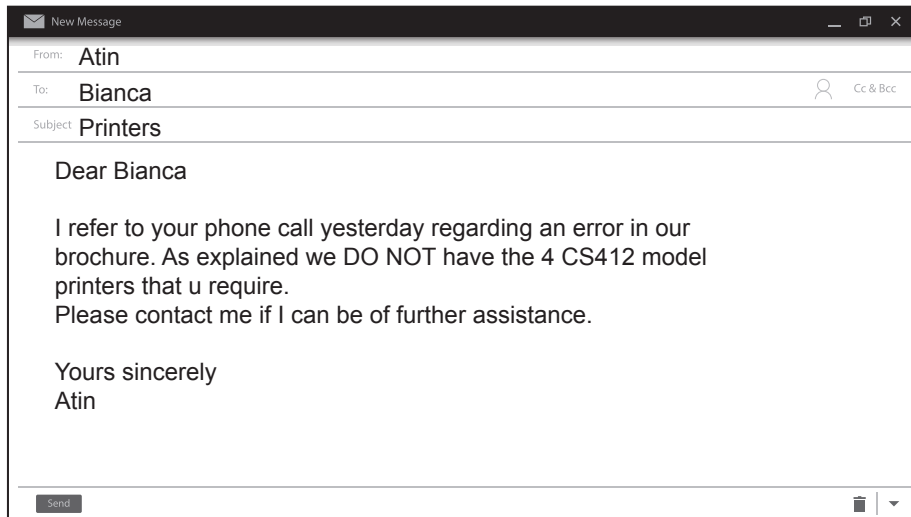 New Message
From: Atin
To: Bianca Cc & Bcc
Subject Printers
Dear Bianca
I refer to your phone call yesterday regarding an error in our
brochure. As explained we DO NOT have the 4 CS412 model
printers that u require.
Please contact me if I can be of further assistance.
Yours sincerely
Atin
Send